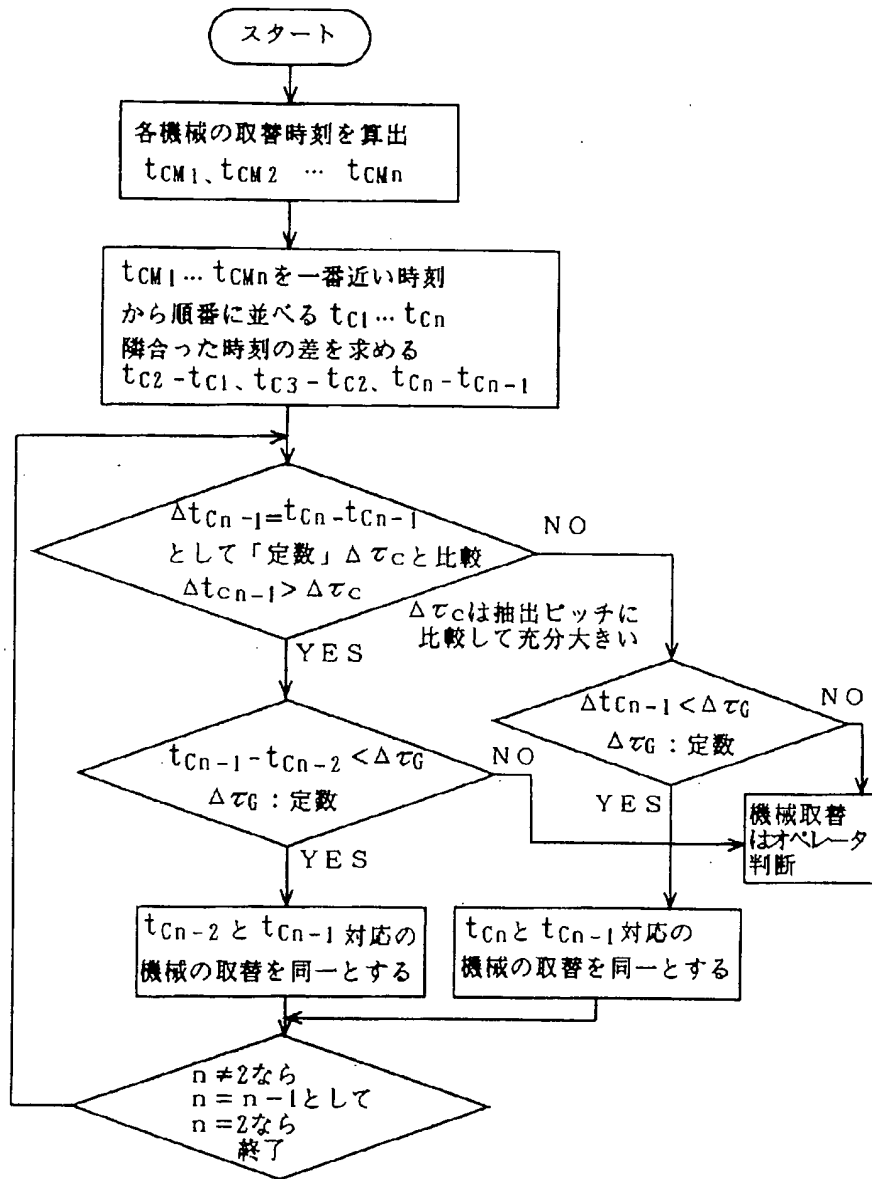 スタート
各機械の取替時刻を算出
tCM1、tCM2 … tCMn
tCM1…tCMnを一番近い時刻
から順番に並べる tC1…tCn
隣合った時刻の差を求める
tC2-tC1、tC3-tC2、tCn-tCn-1
ΔtCn-1=tCn-tCn-1
として「定数」Δτcと比較
Δtcn-1>Δτc
NO
YES
Δτcは抽出ピッチに
比較して充分大きい
ΔtCn-1<ΔτG
ΔτG:定数
NO
YES
tCn-1-tCn-2<ΔτG
ΔτG:定数
NO
YES
機械取替
はオペレータ
判断
tCn-2とtCn-1対応の
機械の取替を同一とする
tCnとtCn-1対応の
機械の取替を同一とする
n≠2なら
n=n-1として
n=2なら
終了